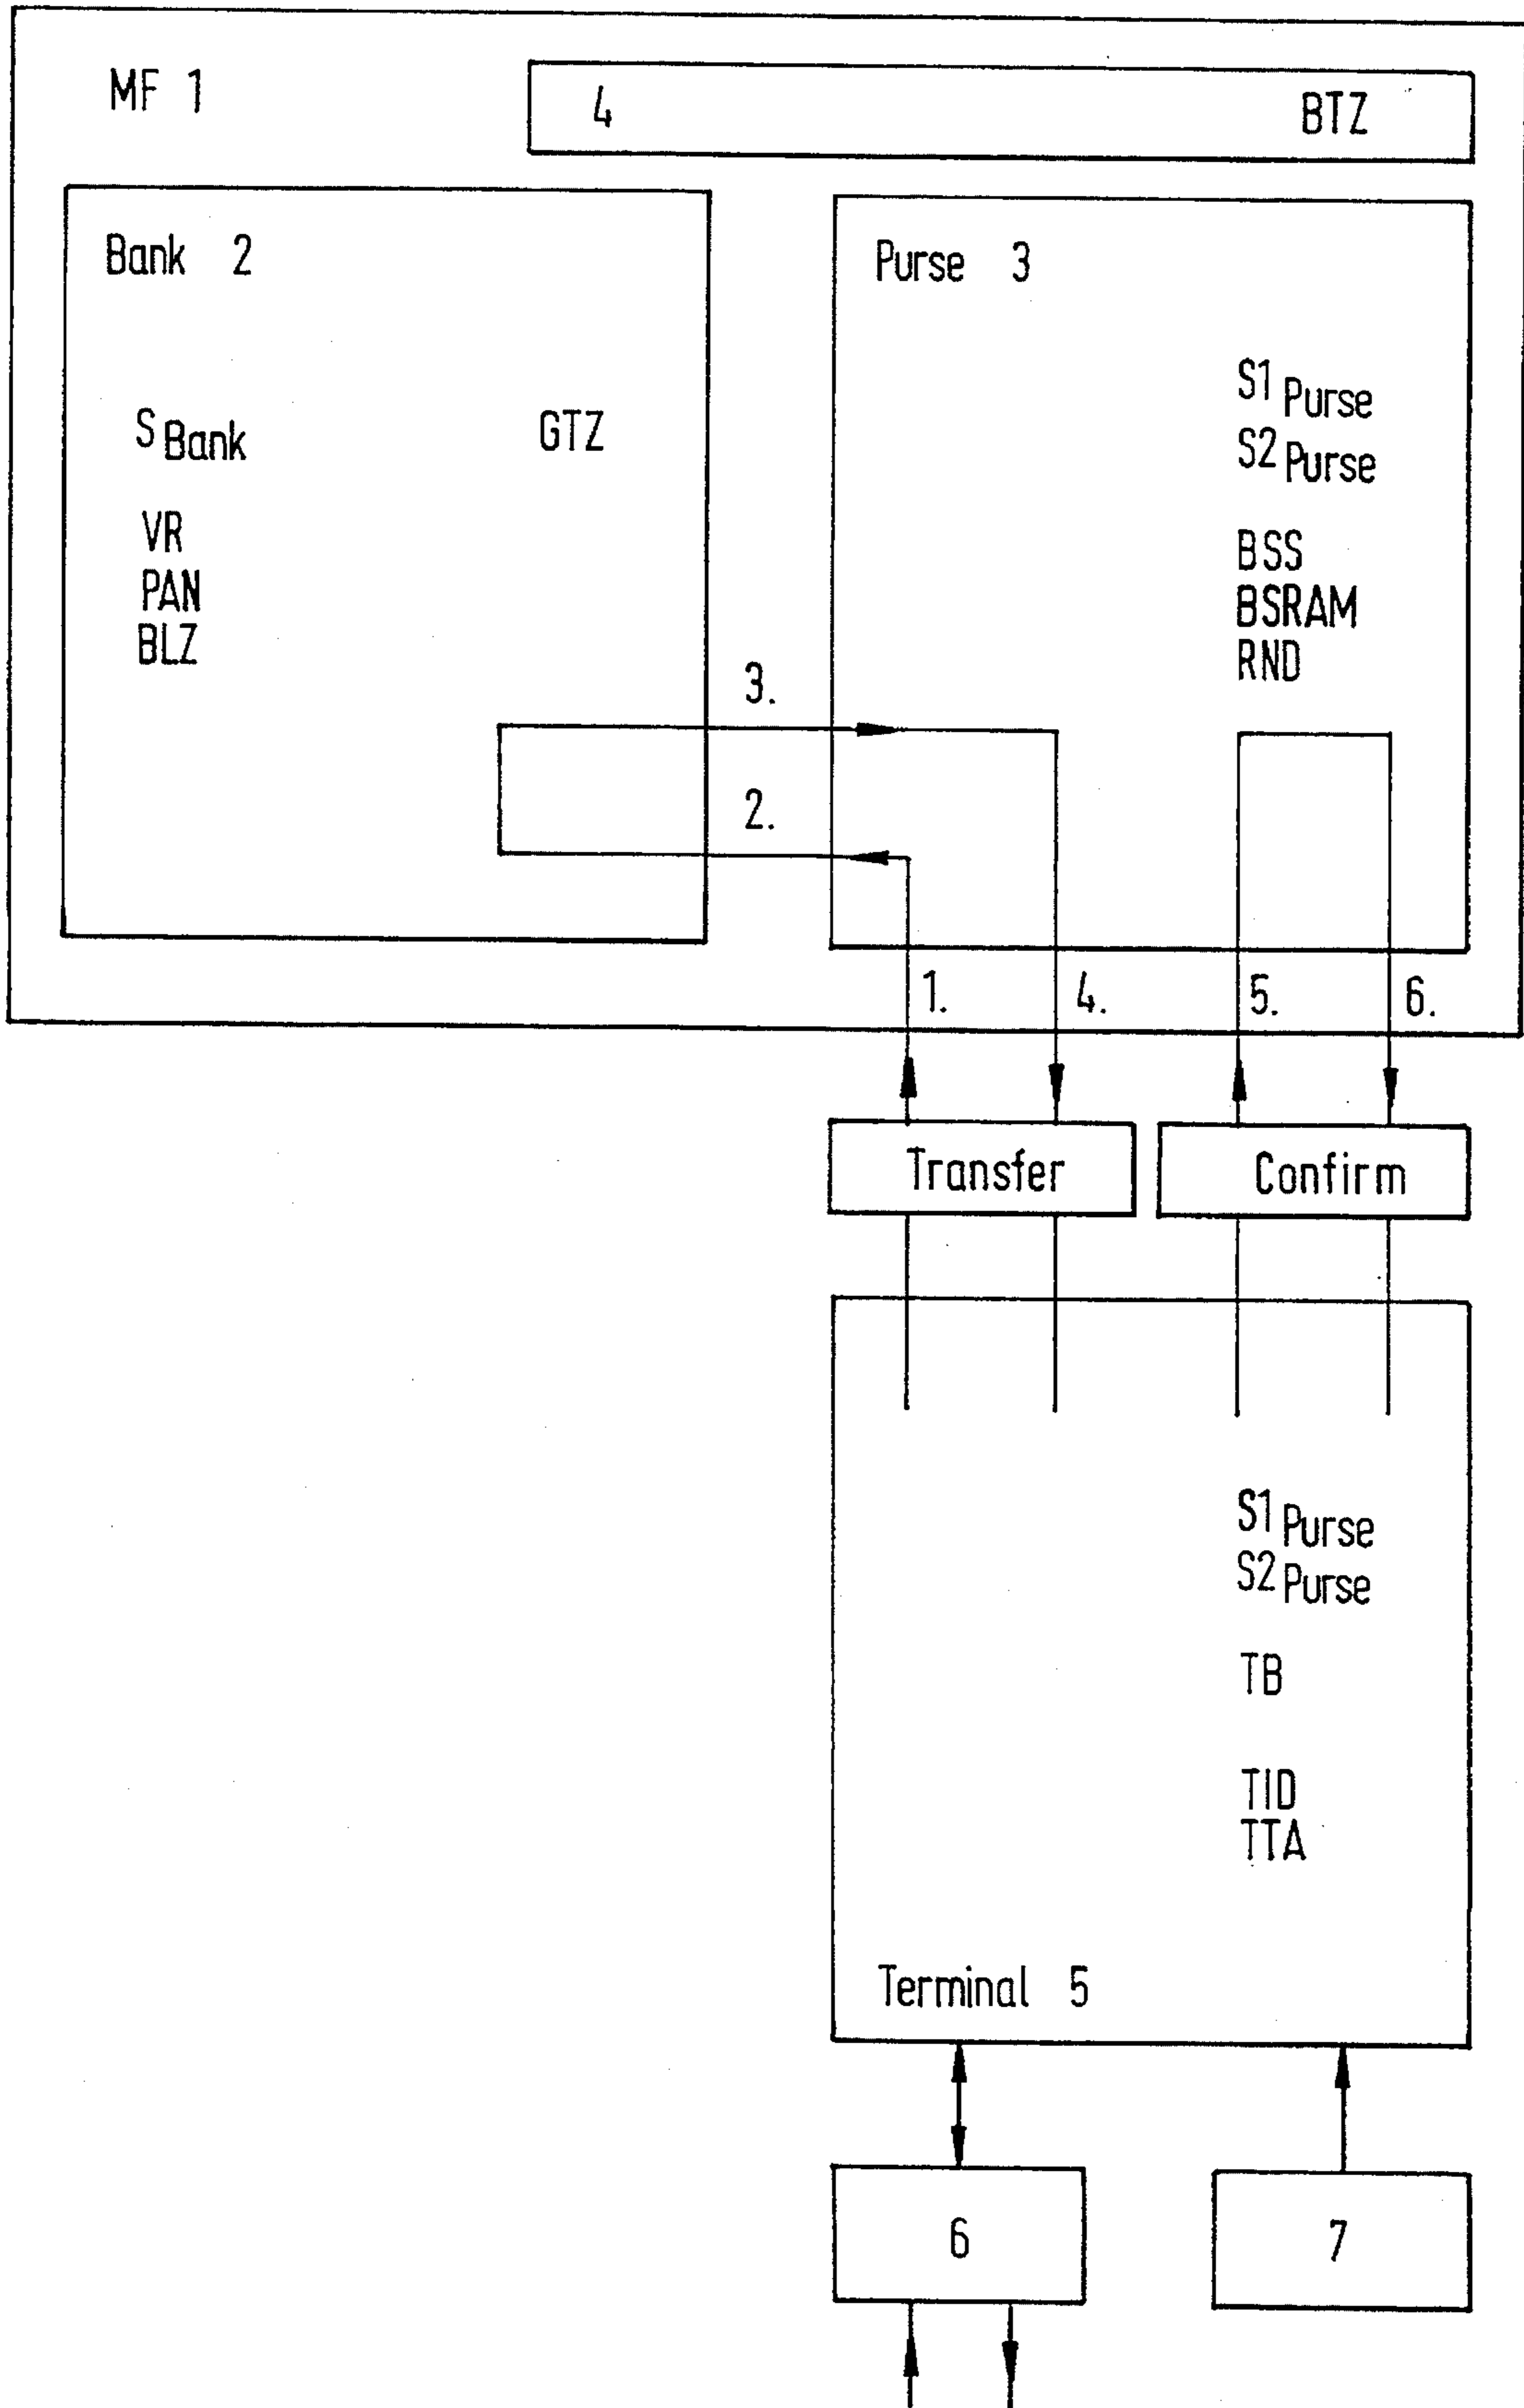 MF 1
4 BTZ
Bank 2
S Bank GTZ
VR
PAN
BLZ
Purse 3
S1 Purse
S2 Purse
BSS
BSRAM
RND
3.
2.
1. 4. 5. 6.
Transfer Confirm
S1 Purse
S2 Purse
TB
TID
TTA
Terminal 5
6 7